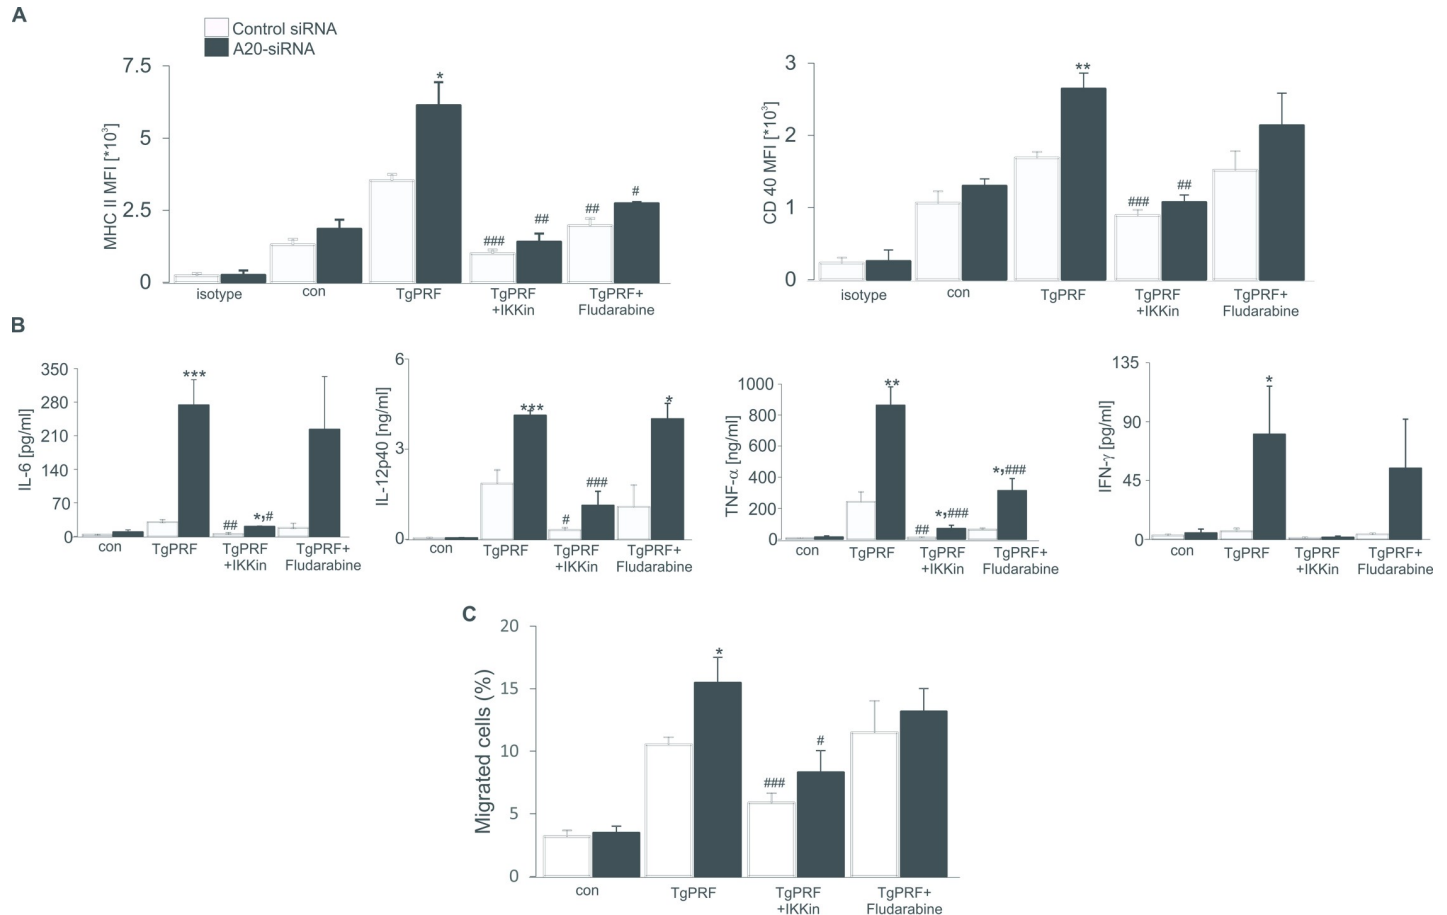 A
Control siRNA
A20-siRNA
MHC II MFI [*10³]
7.5
5
2.5
0
*
###
##
##
#
isotype
con
TgPRF
TgPRF
+IKKin
TgPRF+
Fludarabine
CD 40 MFI [*10³]
3
2
1
0
**
###
##
isotype
con
TgPRF
TgPRF
+IKKin
TgPRF+
Fludarabine
B
IL-6 [pg/ml]
350
280
210
140
70
0
***
##
*,#
con
TgPRF
TgPRF
+IKKin
TgPRF+
Fludarabine
IL-12p40 [ng/ml]
6
3
0
***
#
###
*
con
TgPRF
TgPRF
+IKKin
TgPRF+
Fludarabine
TNF-α [ng/ml]
1000
800
600
400
200
0
**
##
*,###
*,###
con
TgPRF
TgPRF
+IKKin
TgPRF+
Fludarabine
IFN-γ [pg/ml]
135
90
45
0
*
con
TgPRF
TgPRF
+IKKin
TgPRF+
Fludarabine
C
Migrated cells (%)
20
15
10
5
0
*
###
#
con
TgPRF
TgPRF
+IKKin
TgPRF+
Fludarabine